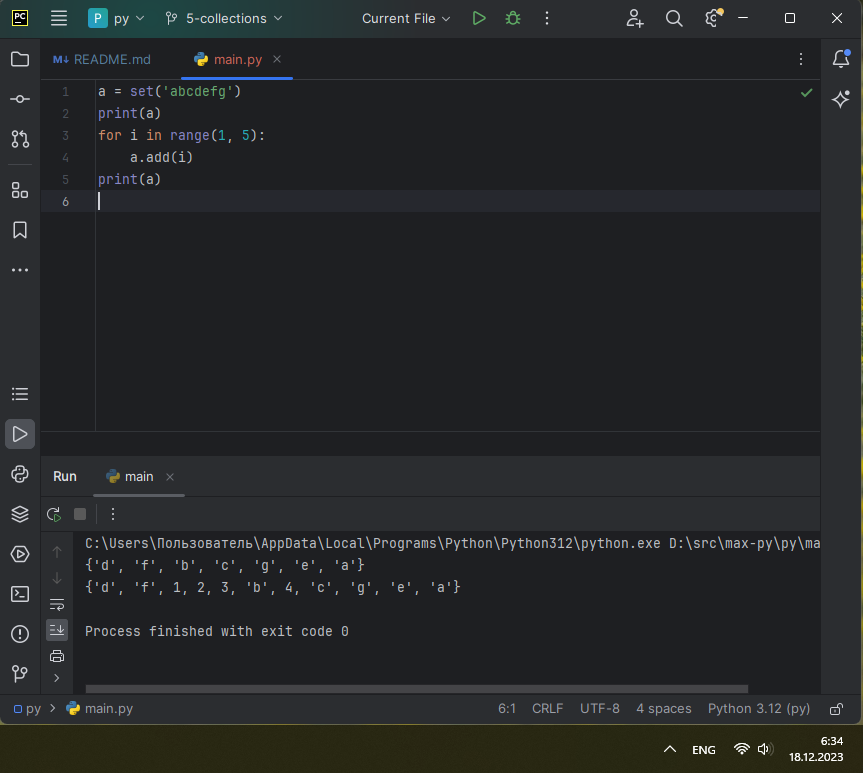 PC P py 5-collections Current File
M↓ README.md main.py
1 a = set('abcdefg')
2 print(a)
3 for i in range(1, 5):
4 a.add(i)
5 print(a)
6
Run main
C:\Users\Пользователь\AppData\Local\Programs\Python\Python312\python.exe D:\src\max-py\py\ma
{'d', 'f', 'b', 'c', 'g', 'e', 'a'}
{'d', 'f', 1, 2, 3, 'b', 4, 'c', 'g', 'e', 'a'}
Process finished with exit code 0
py > main.py 6:1 CRLF UTF-8 4 spaces Python 3.12 (py)
ENG 6:34
18.12.2023